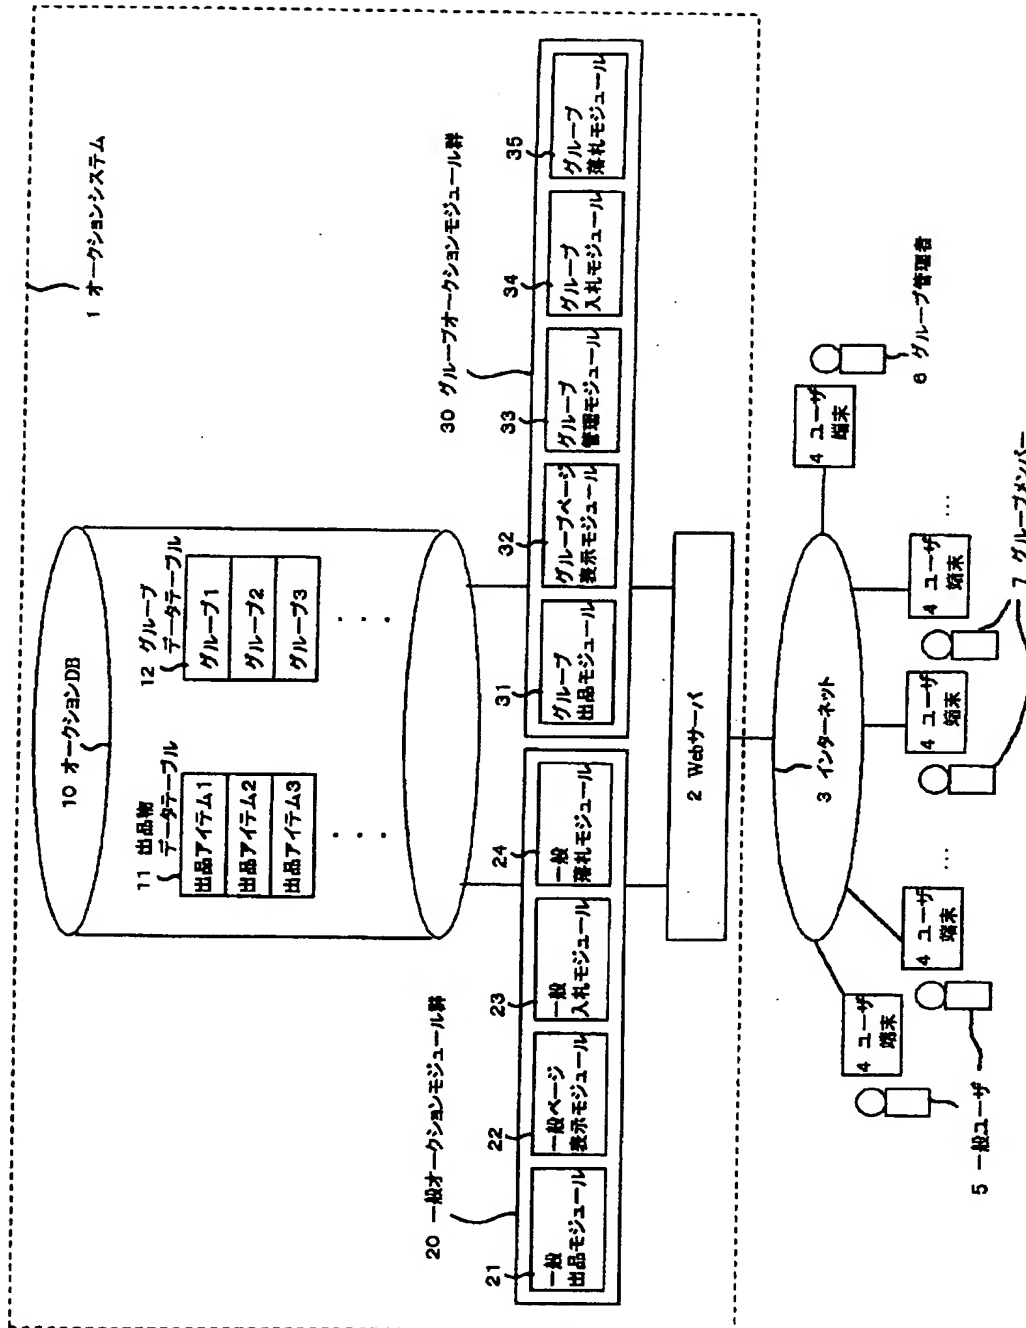 1 オークションシステム
10 オークションDB
11 出品物
データテーブル
出品アイテム1
出品アイテム2
出品アイテム3
・・・
12 グループ
データテーブル
グループ1
グループ2
グループ3
・・・
20 一般オークションモジュール群
21
一般
出品モジュール
22
一般ページ
表示モジュール
23
一般
入札モジュール
24
一般
落札モジュール
30 グループオークションモジュール群
31
グループ
出品モジュール
32
グループページ
表示モジュール
33
グループ
管理モジュール
34
グループ
入札モジュール
35
グループ
落札モジュール
2 Webサーバ
3 インターネット
4 ユーザ
端末
4 ユーザ
端末
…
4 ユーザ
端末
4 ユーザ
端末
…
4 ユーザ
端末
5 一般ユーザ
7 グループメンバー
6 グループ管理者